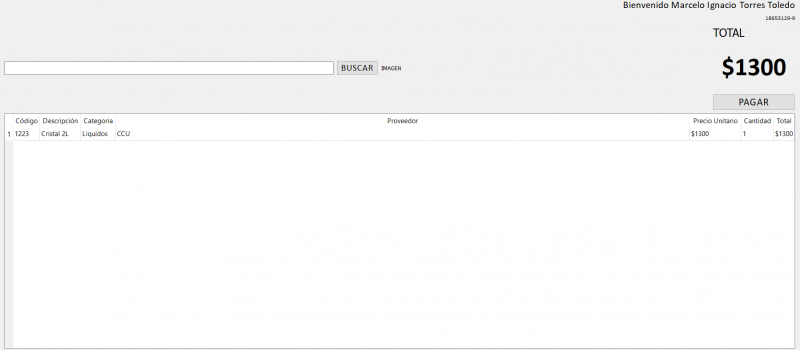 Bienvenido Marcelo Ignacio Torres Toledo
18653129-9
TOTAL
BUSCAR IMAGEN $1300
PAGAR
Código Descripción Categoria Proveedor Precio Unitario Cantidad Total
1 1223 Cristal 2L Liquidos CCU $1300 1 $1300